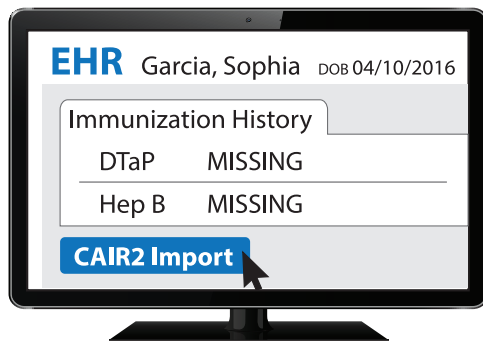 EHR Garcia, Sophia DOB 04/10/2016
Immunization History
DTaP MISSING
Hep B MISSING
CAIR2 Import